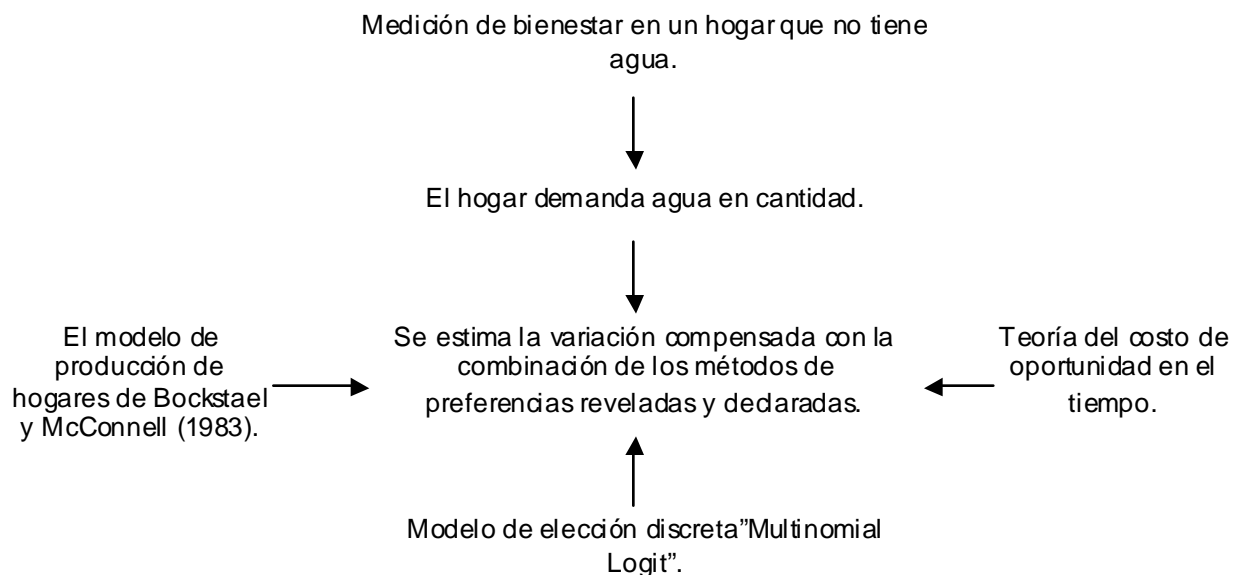 Medición de bienestar en un hogar que no tiene
agua.
El hogar demanda agua en cantidad.
El modelo de
producción de
hogares de Bockstael
y McConnell (1983).
Se estima la variación compensada con la
combinación de los métodos de
preferencias reveladas y declaradas.
Teoría del costo de
oportunidad en el
tiempo.
Modelo de elección discreta”Multinomial
Logit”.